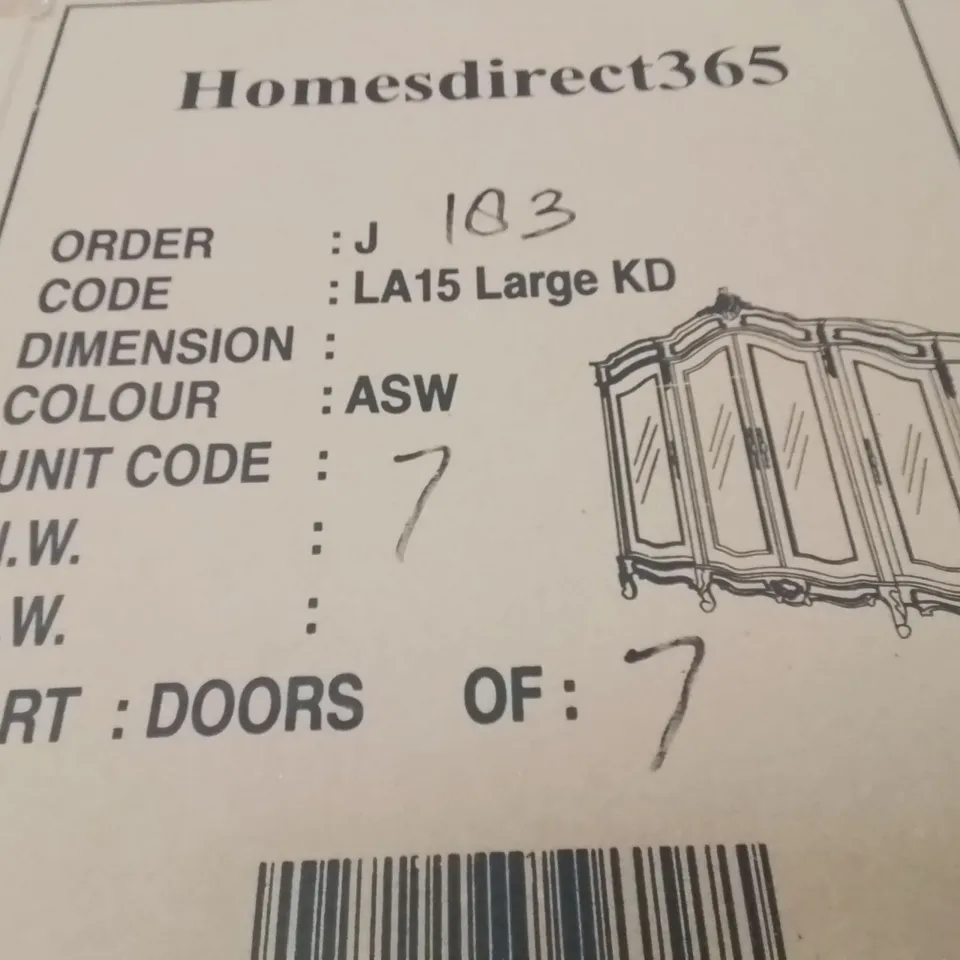 Homesdirect365
ORDER : J 183
CODE : LA15 Large KD
DIMENSION :
COLOUR : ASW
UNIT CODE : 7
.W. :
.W. :
RT : DOORS OF : 7